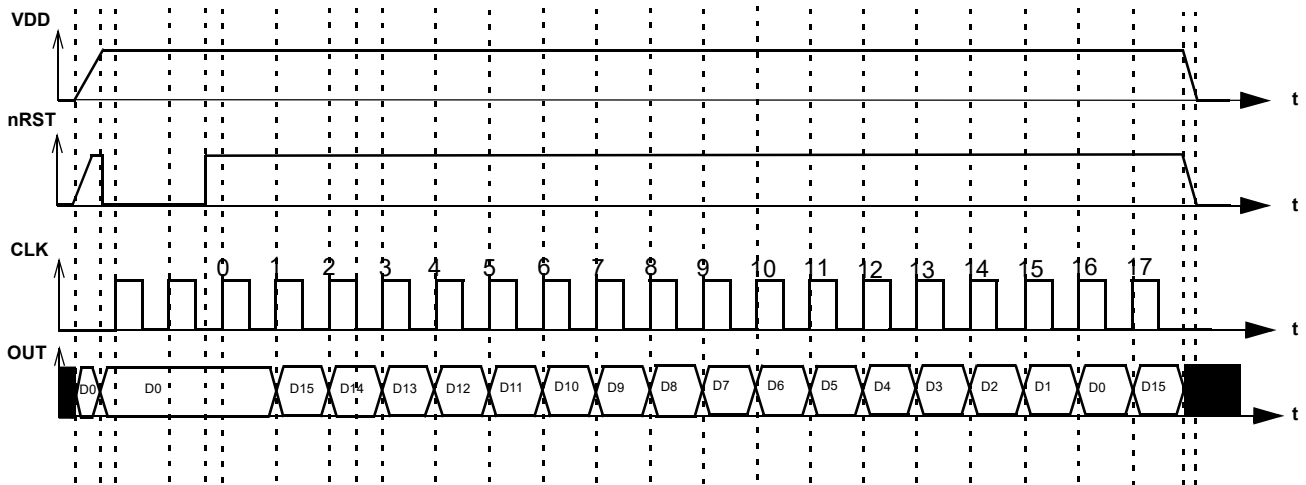 VDD
t
nRST
t
CLK
0 1 2 3 4 5 6 7 8 9 10 11 12 13 14 15 16 17
t
OUT
D0 D0 D15 D14 D13 D12 D11 D10 D9 D8 D7 D6 D5 D4 D3 D2 D1 D0 D15
t